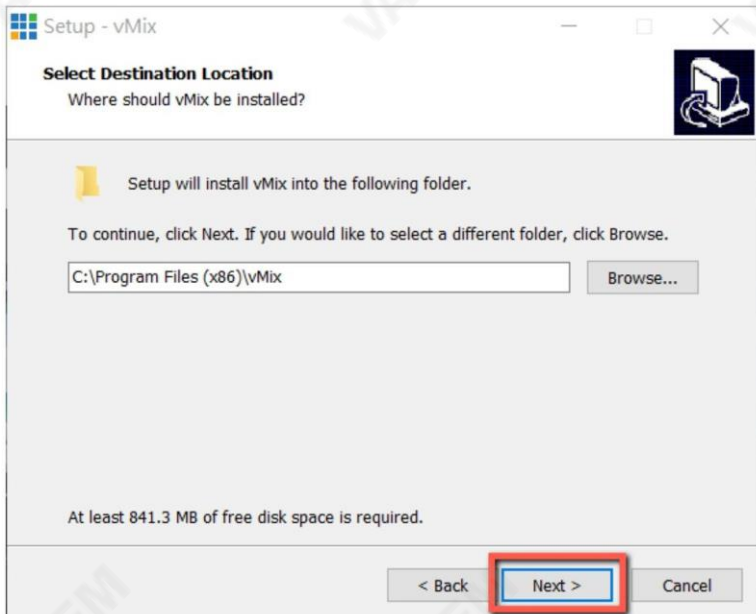 Setup - vMix
Select Destination Location
Where should vMix be installed?
Setup will install vMix into the following folder.
To continue, click Next. If you would like to select a different folder, click Browse.
C:\Program Files (x86)\vMix
Browse...
At least 841.3 MB of free disk space is required.
< Back
Next >
Cancel